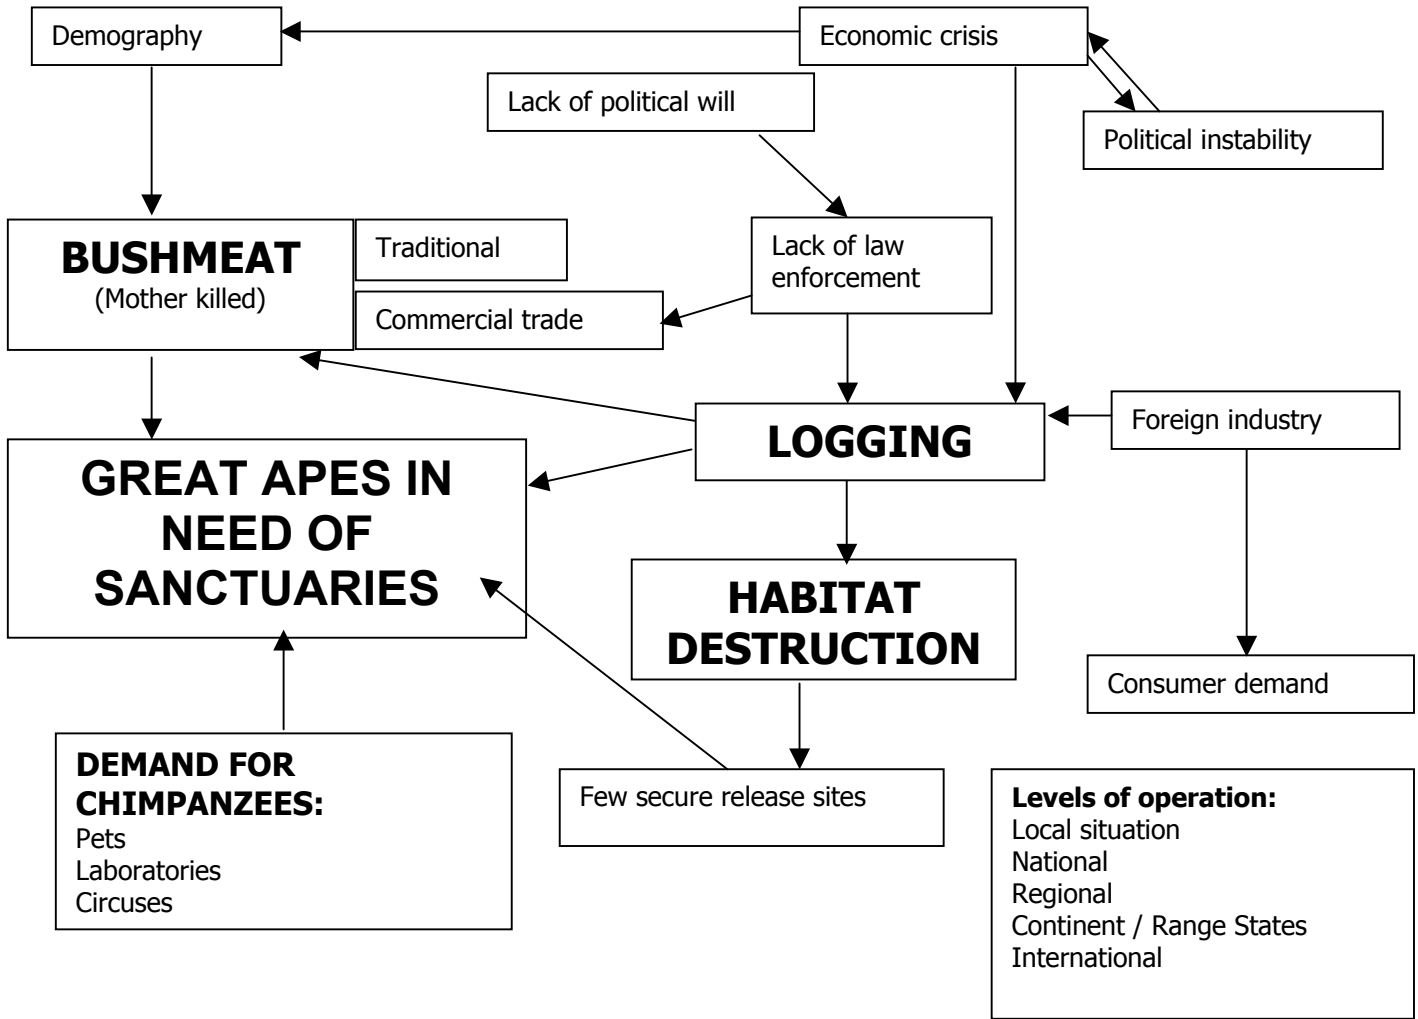 Demography
Economic crisis
Lack of political will
Political instability
BUSHMEAT
(Mother killed)
Traditional
Commercial trade
Lack of law
enforcement
LOGGING
Foreign industry
GREAT APES IN
NEED OF
SANCTUARIES
HABITAT
DESTRUCTION
Consumer demand
DEMAND FOR
CHIMPANZEES:
Pets
Laboratories
Circuses
Few secure release sites
Levels of operation:
Local situation
National
Regional
Continent / Range States
International